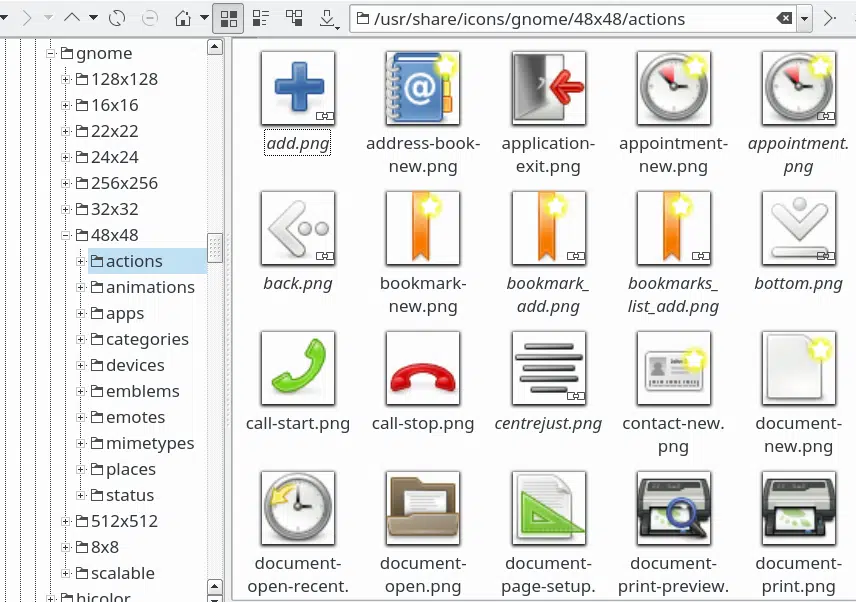 /usr/share/icons/gnome/48x48/actions
gnome
128x128
16x16
22x22
24x24
256x256
32x32
48x48
actions
animations
apps
categories
devices
emblems
emotes
mimetypes
places
status
512x512
8x8
scalable
hicolor
add.png
address-book-
new.png
application-
exit.png
appointment-
new.png
appointment.
png
back.png
bookmark-
new.png
bookmark_
add.png
bookmarks_
list_add.png
bottom.png
call-start.png
call-stop.png
centrejust.png
contact-new.
png
document-
new.png
document-
open-recent.
document-
open.png
document-
page-setup.
document-
print-preview.
document-
print.png